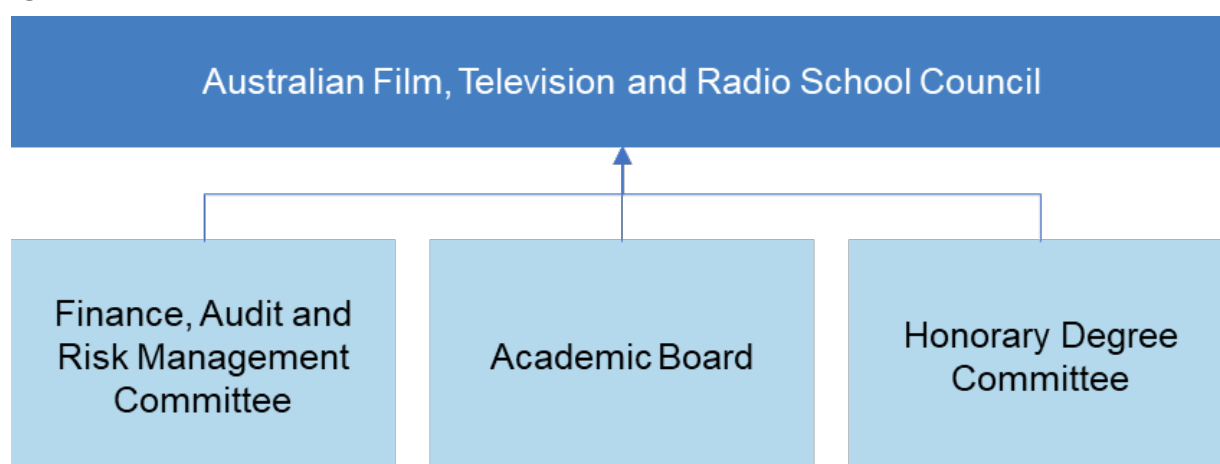 Australian Film, Television and Radio School Council
Finance, Audit and
Risk Management
Committee
Academic Board
Honorary Degree
Committee